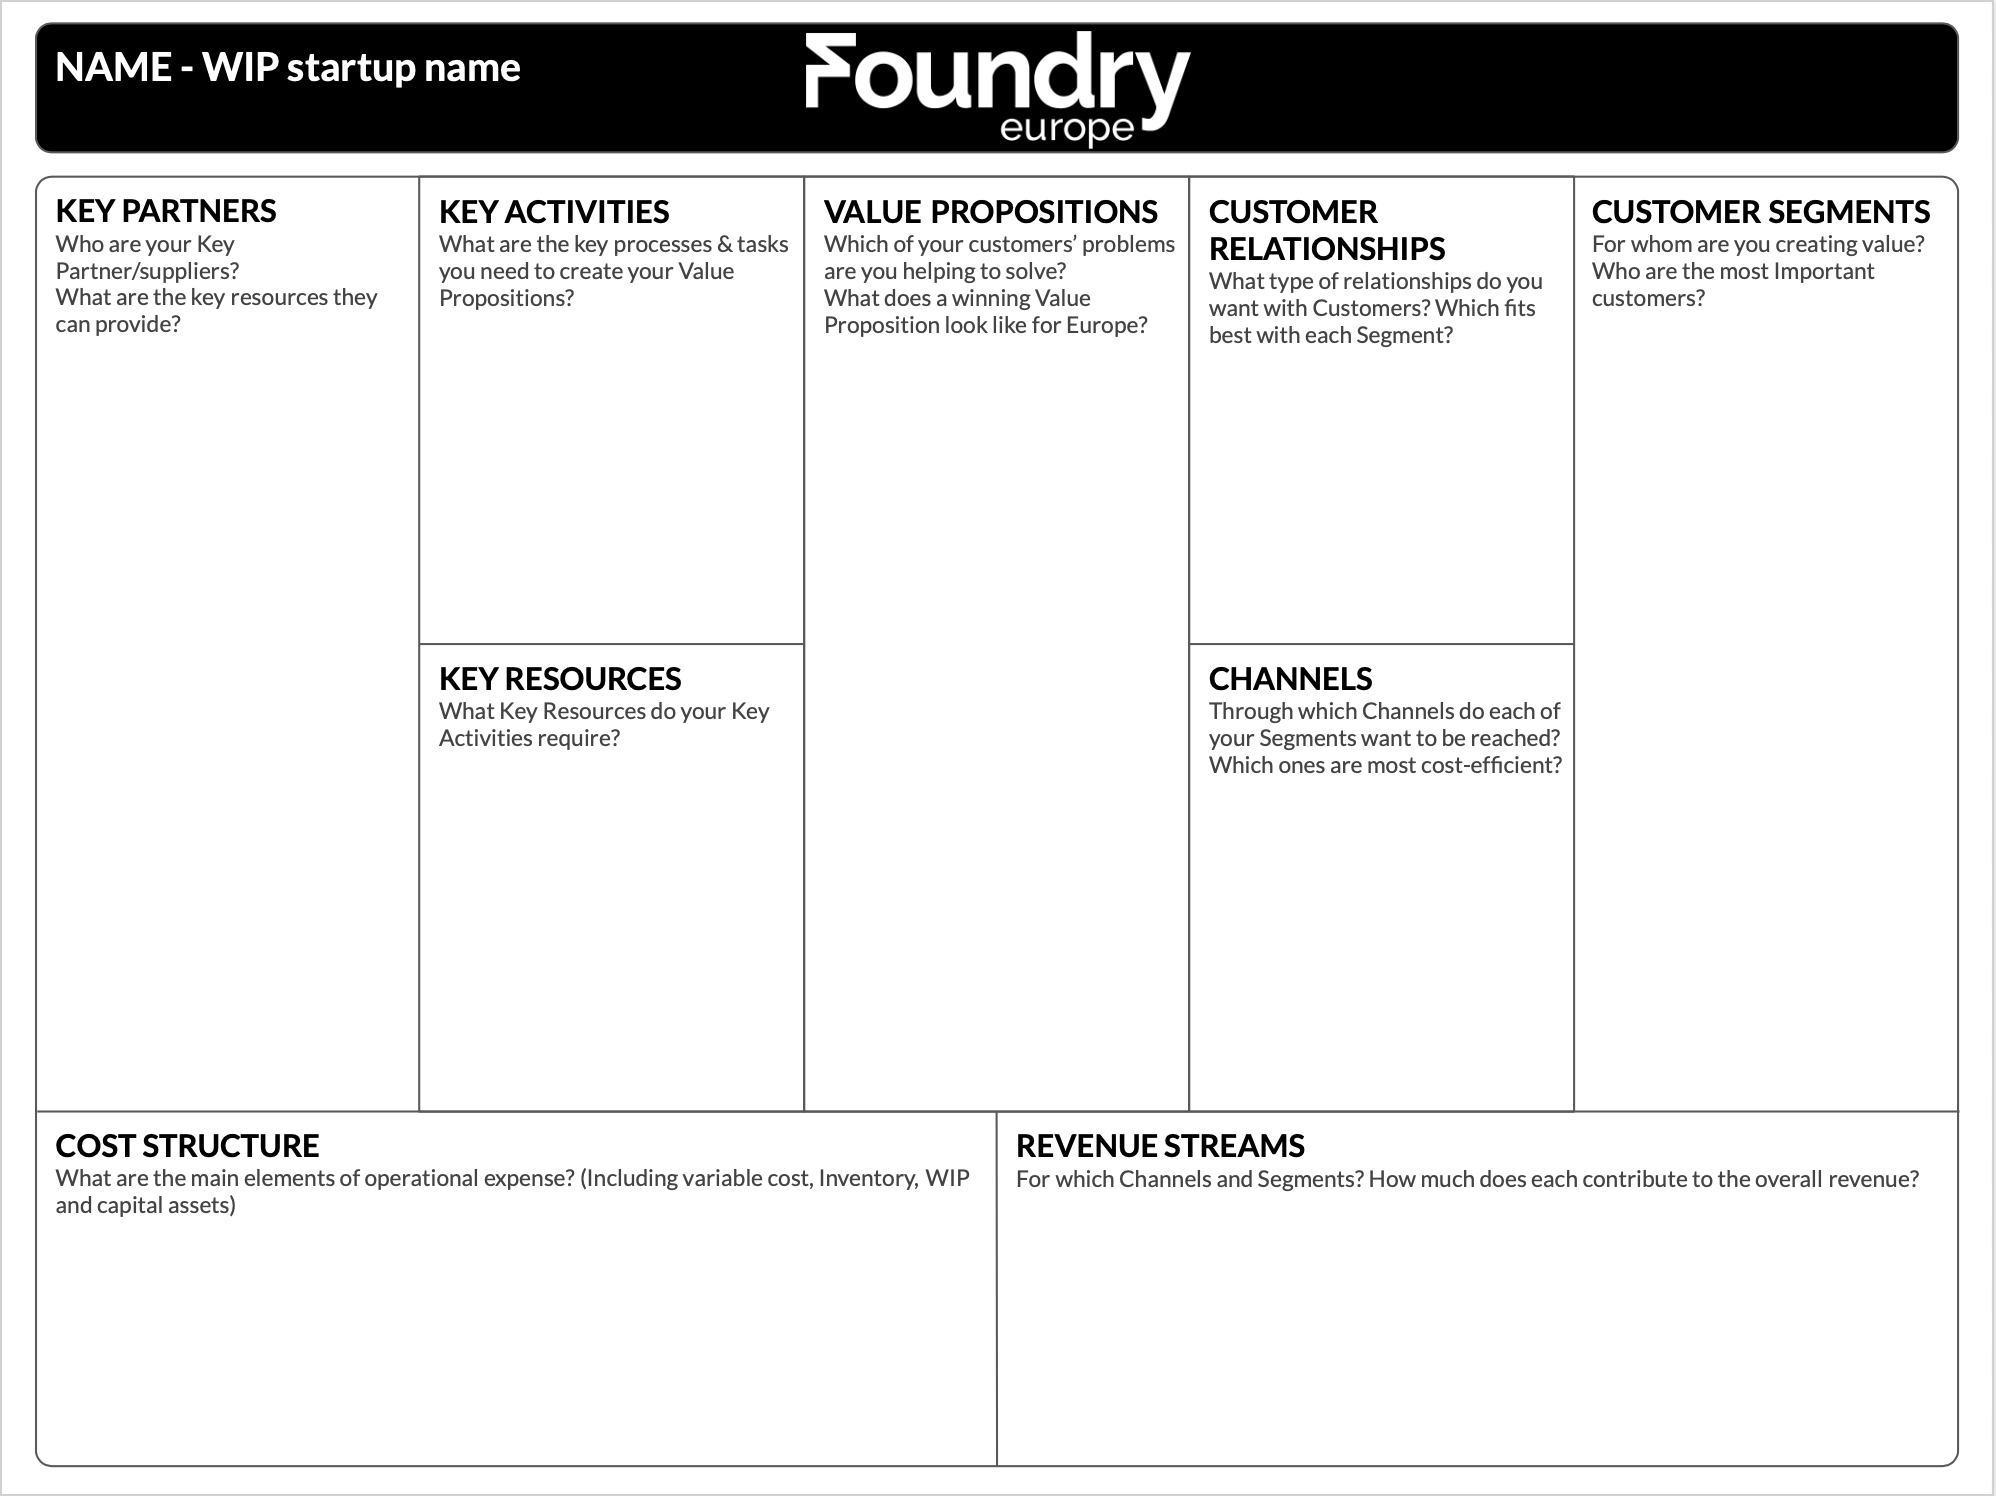 NAME - WIP startup name
Foundry
europe
KEY PARTNERS
Who are your Key
Partner/suppliers?
What are the key resources they
can provide?
KEY ACTIVITIES
What are the key processes & tasks
you need to create your Value
Propositions?
KEY RESOURCES
What Key Resources do your Key
Activities require?
VALUE PROPOSITIONS
Which of your customers’ problems
are you helping to solve?
What does a winning Value
Proposition look like for Europe?
CUSTOMER
RELATIONSHIPS
What type of relationships do you
want with Customers? Which fits
best with each Segment?
CHANNELS
Through which Channels do each of
your Segments want to be reached?
Which ones are most cost-efficient?
CUSTOMER SEGMENTS
For whom are you creating value?
Who are the most Important
customers?
COST STRUCTURE
What are the main elements of operational expense? (Including variable cost, Inventory, WIP
and capital assets)
REVENUE STREAMS
For which Channels and Segments? How much does each contribute to the overall revenue?